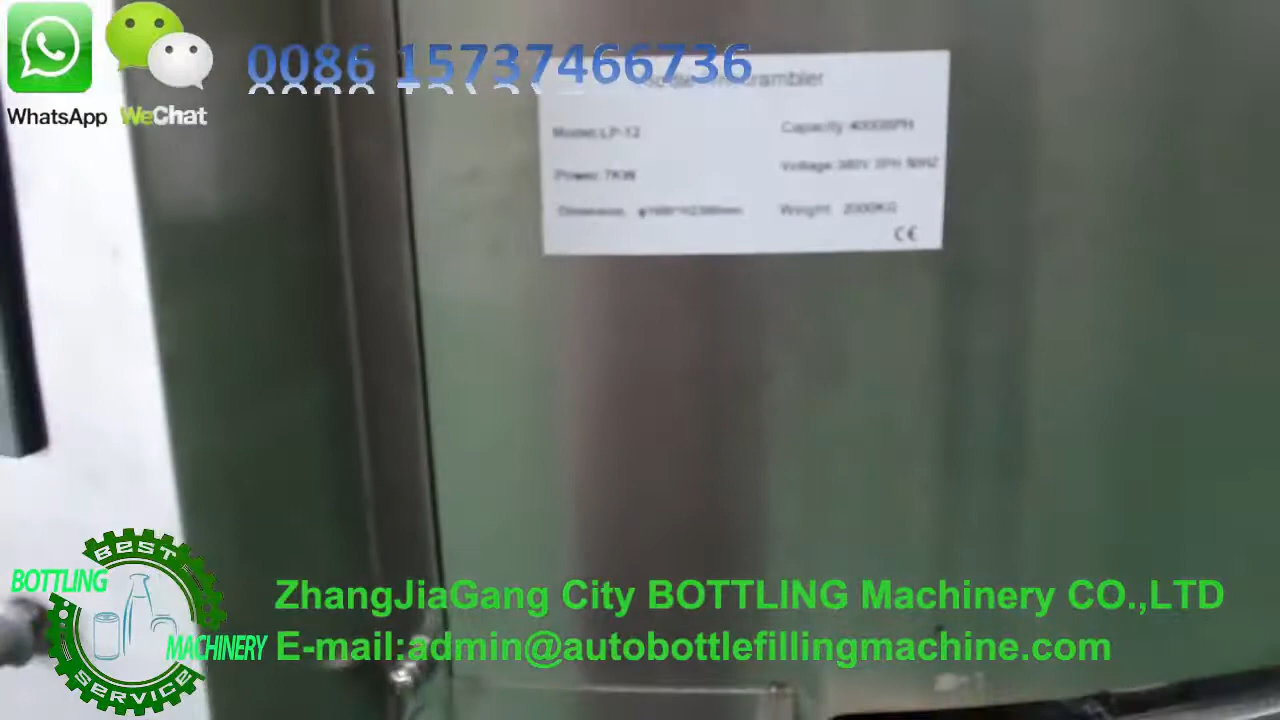 0086 15737466736
WhatsApp WeChat
Model:LP-12
Capacity:4000BPH
Power:7KW
Voltage:380V 3PH 50HZ
Dimension:
Weight: 2000KG
CE
BEST
BOTTLING
MACHINERY
SERVICE
ZhangJiaGang City BOTTLING Machinery CO.,LTD
E-mail:admin@autobottlefillingmachine.com